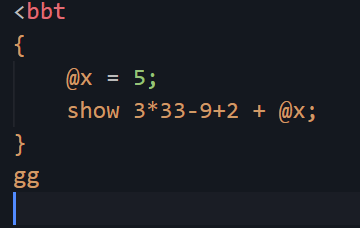 <bbt
{
    @x = 5;
    show 3*33-9+2 + @x;
}
gg